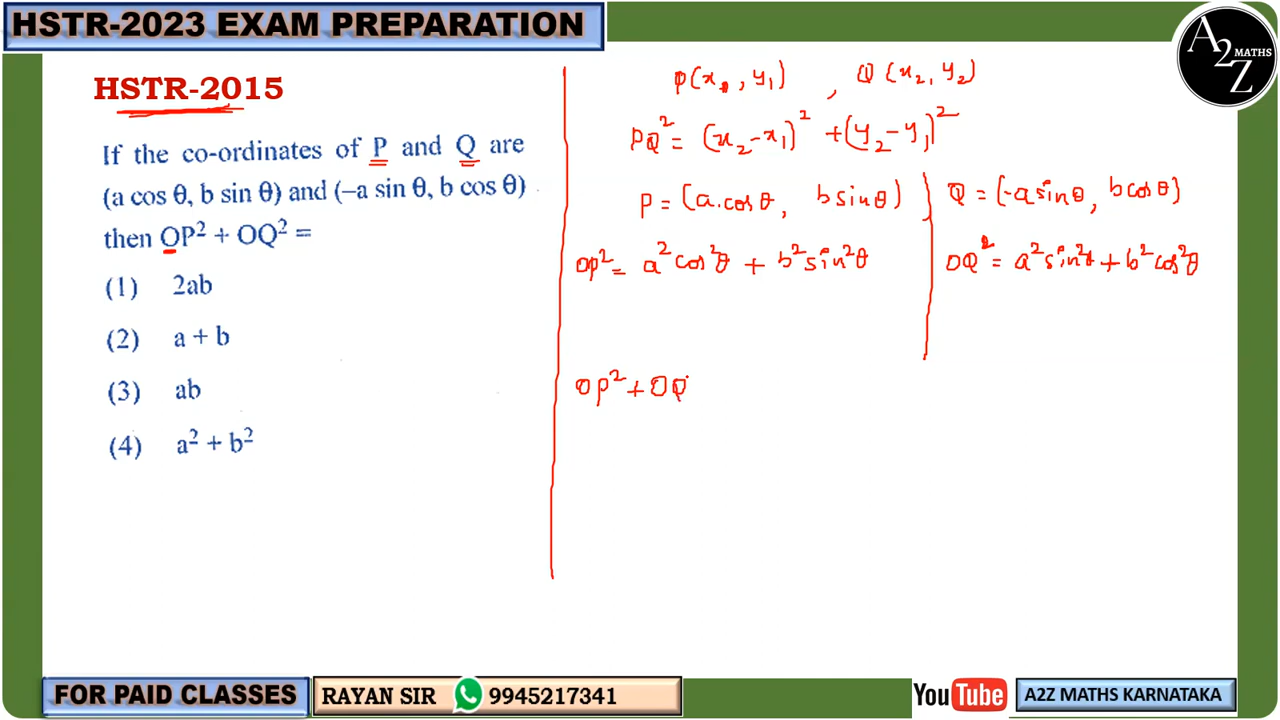 HSTR-2023 EXAM PREPARATION
A2Z MATHS
HSTR-2015
If the co-ordinates of P and Q are
(a cos θ, b sin θ) and (–a sin θ, b cos θ)
then OP² + OQ² =
(1) 2ab
(2) a + b
(3) ab
(4) a² + b²
P(x₁, y₁) , Q(x₂, y₂)
PQ² = (x₂-x₁)² + (y₂-y₁)²
P = (a.cosθ, bsinθ)
OP² = a²cos²θ + b²sin²θ
Q = (-asinθ, bcosθ)
OQ² = a²sin²θ + b²cos²θ
OP² + OQ
FOR PAID CLASSES
RAYAN SIR 9945217341
YouTube
A2Z MATHS KARNATAKA